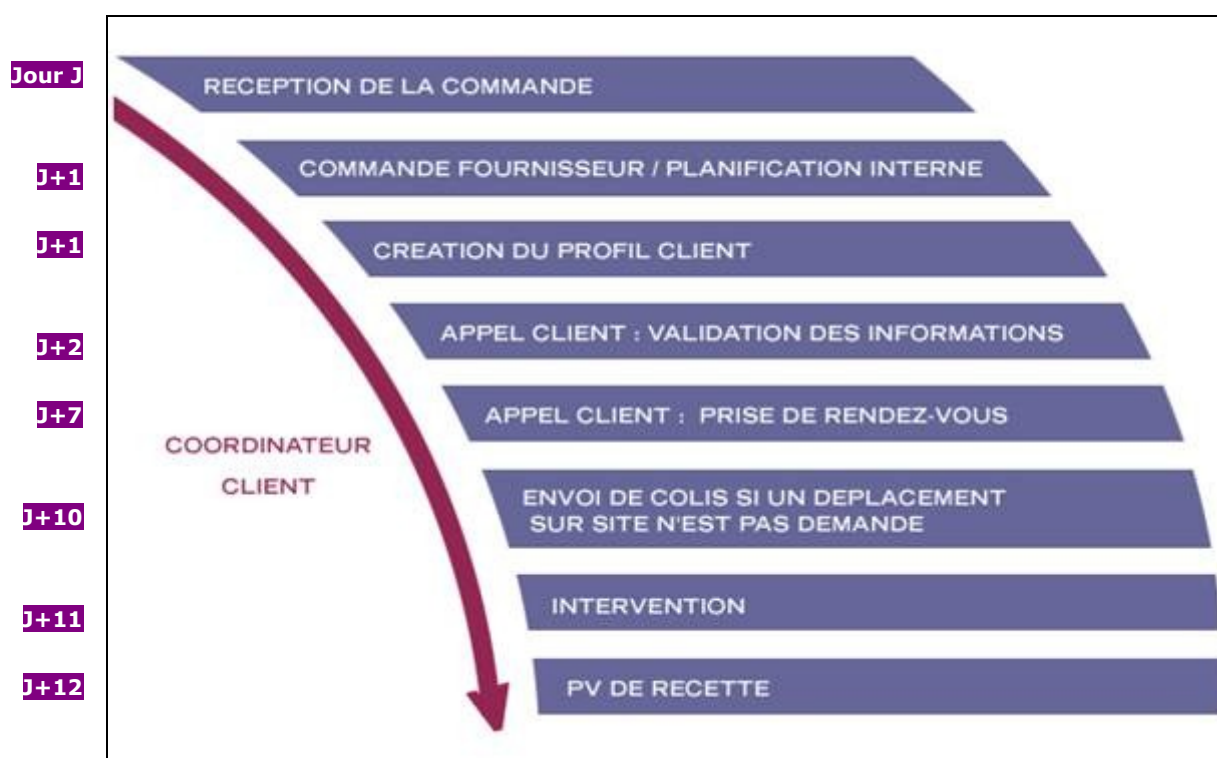 Jour J
RECEPTION DE LA COMMANDE
J+1
COMMANDE FOURNISSEUR / PLANIFICATION INTERNE
J+1
CREATION DU PROFIL CLIENT
J+2
APPEL CLIENT : VALIDATION DES INFORMATIONS
J+7
APPEL CLIENT : PRISE DE RENDEZ-VOUS
COORDINATEUR
CLIENT
J+10
ENVOI DE COLIS SI UN DEPLACEMENT
SUR SITE N'EST PAS DEMANDE
J+11
INTERVENTION
J+12
PV DE RECETTE